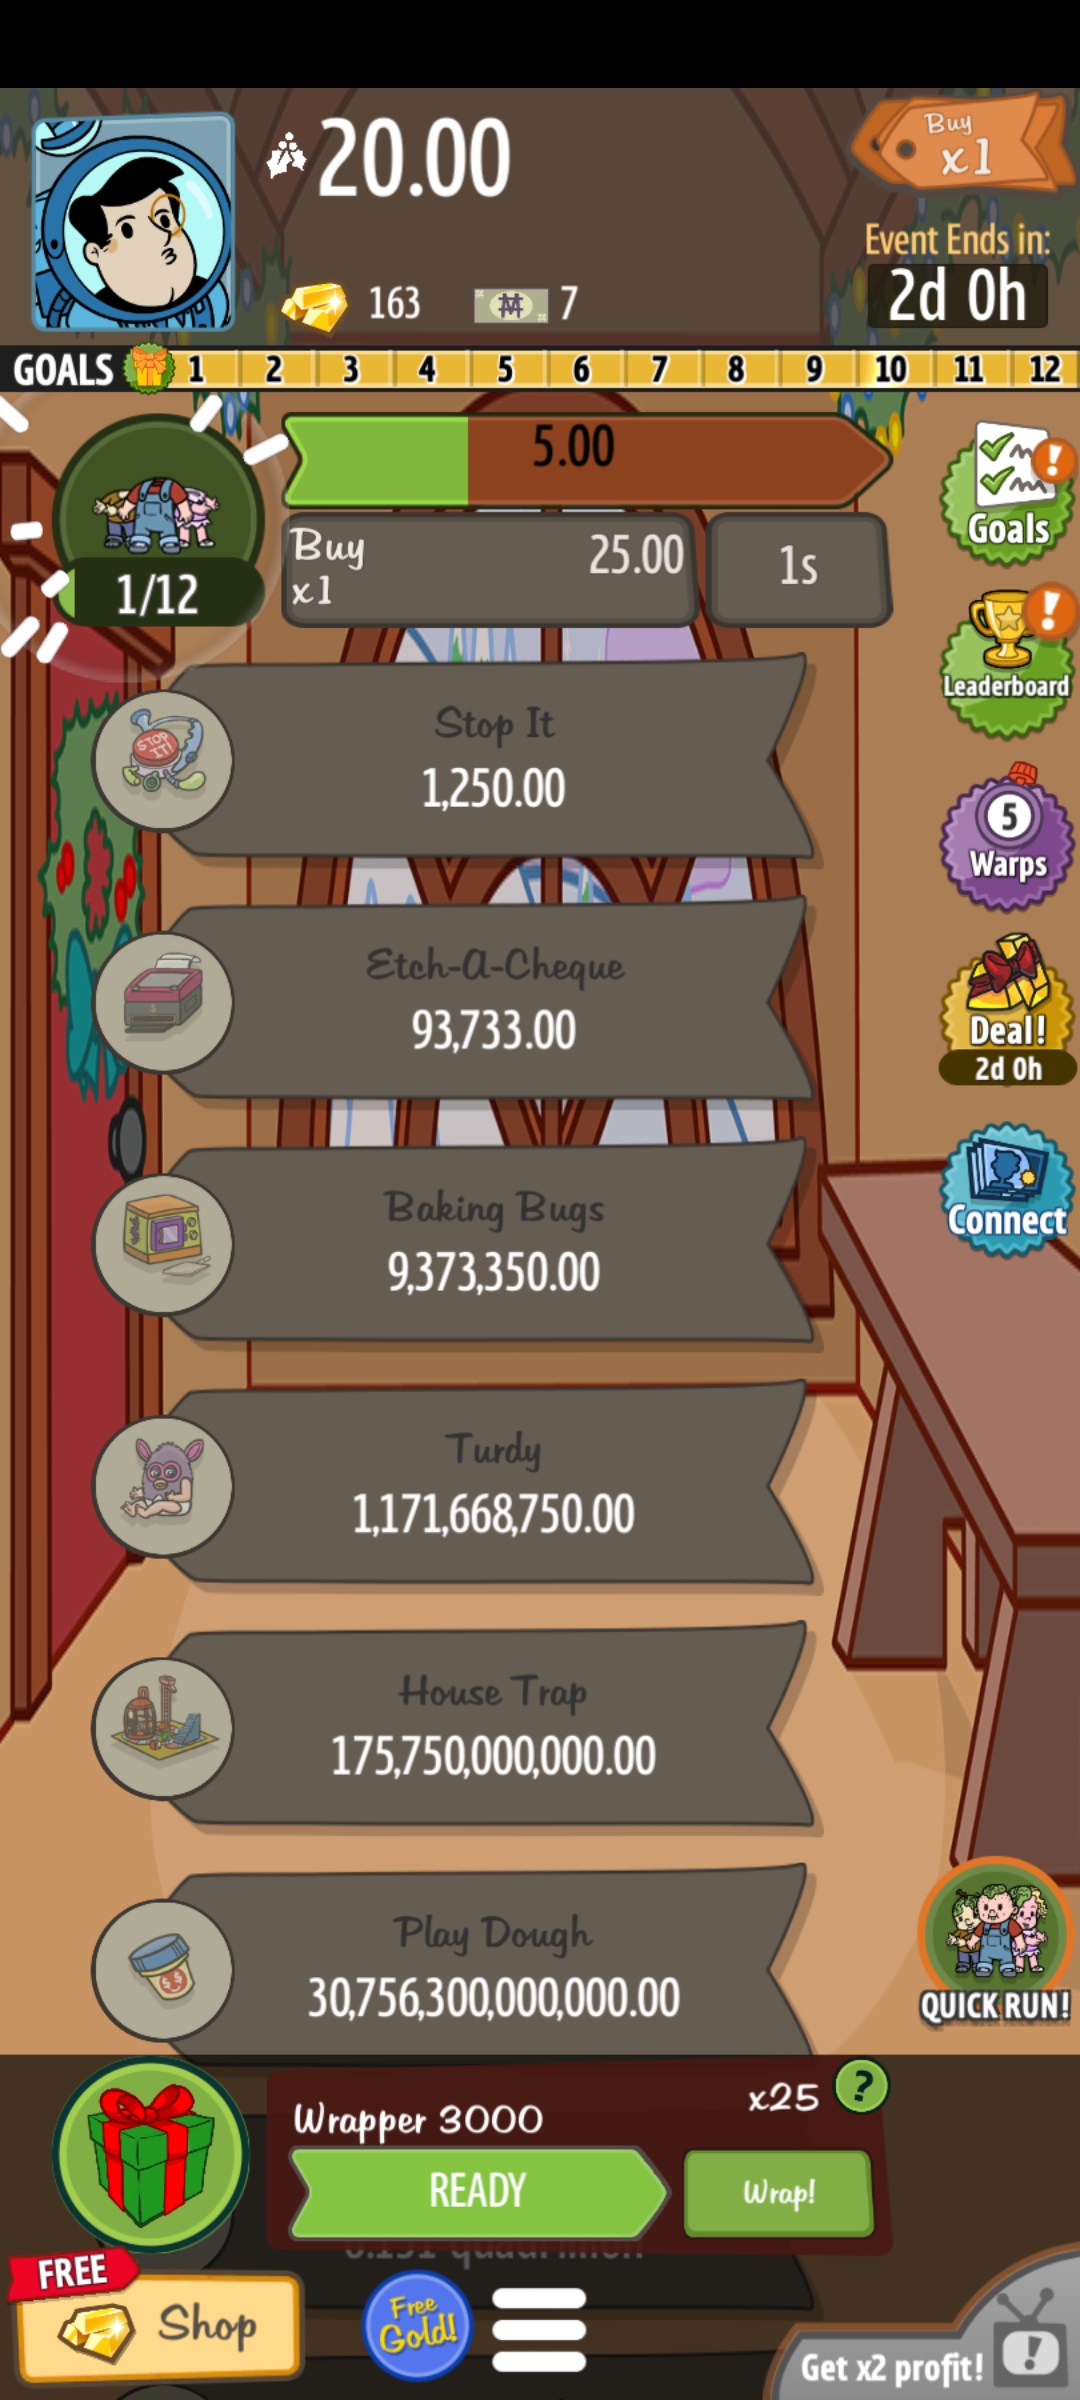 20.00
Buy
x1
Event Ends in:
2d 0h
163
7
GOALS 1 2 3 4 5 6 7 8 9 10 11 12
5.00
1/12
Buy
x1
25.00
1s
Goals
Leaderboard
Stop It
1,250.00
STOP
IT!
5
Warps
Etch-A-Cheque
93,733.00
Deal!
2d 0h
Baking Bugs
9,373,350.00
Connect
Turdy
1,171,668,750.00
House Trap
175,750,000,000.00
Play Dough
30,756,300,000,000.00
QUICK RUN!
Wrapper 3000
x25
?
READY
Wrap!
FREE
Shop
Free
Gold!
Get x2 profit!